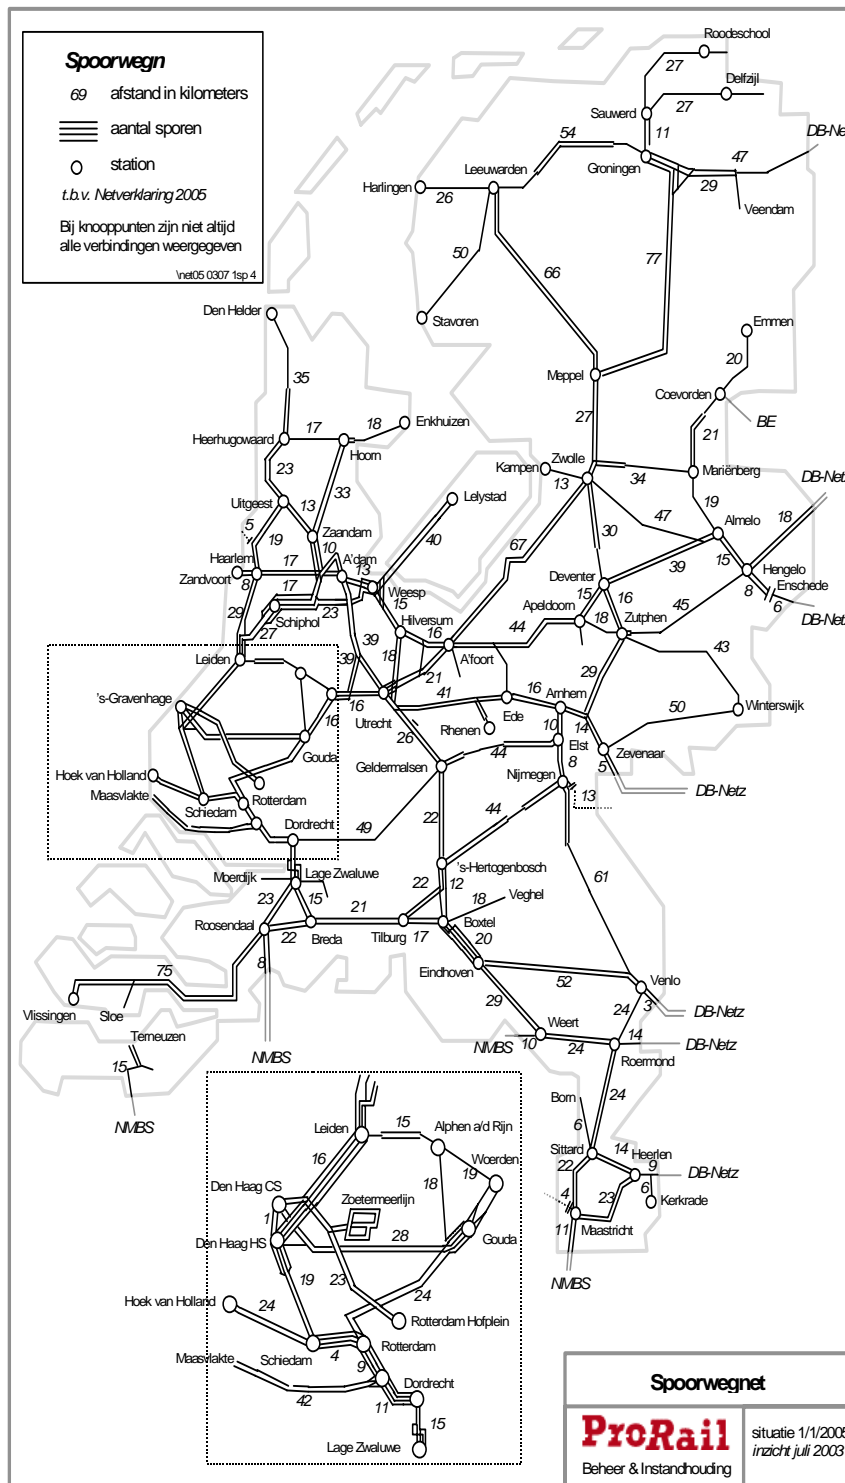 Spoorwegn
69 afstand in kilometers
aantal sporen
station
t.b.v. Netverklaring 2005
Bij knooppunten zijn niet altijd
alle verbindingen weergegeven
\net05 0307 1sp 4
Roodeschool
27
Delfzijl
27
Sauwerd
11
DB-Net
54
Groningen
47
29
Veendam
Leeuwarden
Harlingen
26
50
77
66
Stavoren
Den Helder
Emmen
20
Meppel
Coevorden
BE
35
27
21
17
18
Enkhuizen
Heerhugowaard
Hoorn
Zwolle
Kampen
13
34
Mariënberg
DB-Netz
23
33
Lelystad
47
19
18
Uitgeest
13
Zaandam
40
67
30
Almelo
5
19
10
Haarlem
17
A'dam
13
15
Hengelo
Zandvoort
8
Weesp
Deventer
39
Enschede
8
6
DB-Netz
17
15
15
16
29
Schiphol
23
Hilversum
Apeldoorn
45
27
39
16
44
18
Zutphen
43
Leiden
39
18
A'foort
21
29
's-Gravenhage
16
41
16
50
Utrecht
Ede
Arnhem
Winterswijk
Rhenen
26
10
14
Gouda
44
Elst
Zevenaar
Hoek van Holland
Geldermalsen
8
5
Maasvlakte
Nijmegen
DB-Netz
Schiedam
Rotterdam
44
13
Dordrecht
49
22
Moerdijk
Lage Zwaluwe
's-Hertogenbosch
61
23
15
22
12
18
Veghel
21
Roosendaal
22
Breda
Tilburg
17
Boxtel
20
8
Eindhoven
75
52
Venlo
29
24
3
Vlissingen
Sloe
DB-Netz
Weert
Terneuzen
NMBS
10
24
14
DB-Netz
15
NMBS
Roermond
24
NMBS
Born
6
Sittard
14
Heerlen
9
DB-Netz
22
6
23
Kerkrade
4
11
Maastricht
NMBS
15
Leiden
Alphen a/d Rijn
16
Woerden
19
Den Haag CS
18
Zoetermeerlijn
1
28
Gouda
Den Haag HS
19
23
24
Hoek van Holland
24
Rotterdam Hofplein
Rotterdam
Schiedam
4
Maasvlakte
9
Dordrecht
42
11
15
Lage Zwaluwe
Spoorwegnet
ProRail
Beheer & Instandhouding
situatie 1/1/2005
inzicht juli 2003